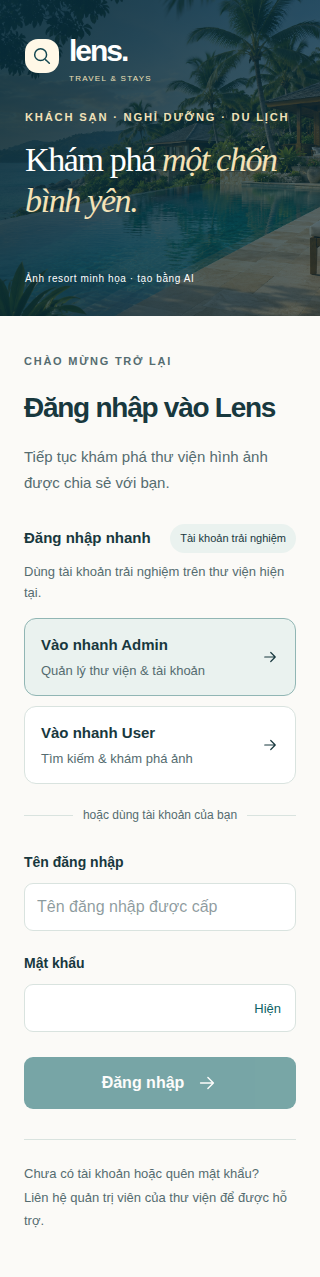 lens.
TRAVEL & STAYS
KHÁCH SẠN · NGHỈ DƯỠNG · DU LỊCH
Khám phá một chốn
bình yên.
Ảnh resort minh họa · tạo bằng AI
CHÀO MỪNG TRỞ LẠI
Đăng nhập vào Lens
Tiếp tục khám phá thư viện hình ảnh
được chia sẻ với bạn.
Đăng nhập nhanh
Tài khoản trải nghiệm
Dùng tài khoản trải nghiệm trên thư viện hiện
tại.
Vào nhanh Admin
Quản lý thư viện & tài khoản
Vào nhanh User
Tìm kiếm & khám phá ảnh
hoặc dùng tài khoản của bạn
Tên đăng nhập
Tên đăng nhập được cấp
Mật khẩu
Hiện
Đăng nhập
Chưa có tài khoản hoặc quên mật khẩu?
Liên hệ quản trị viên của thư viện để được hỗ
trợ.